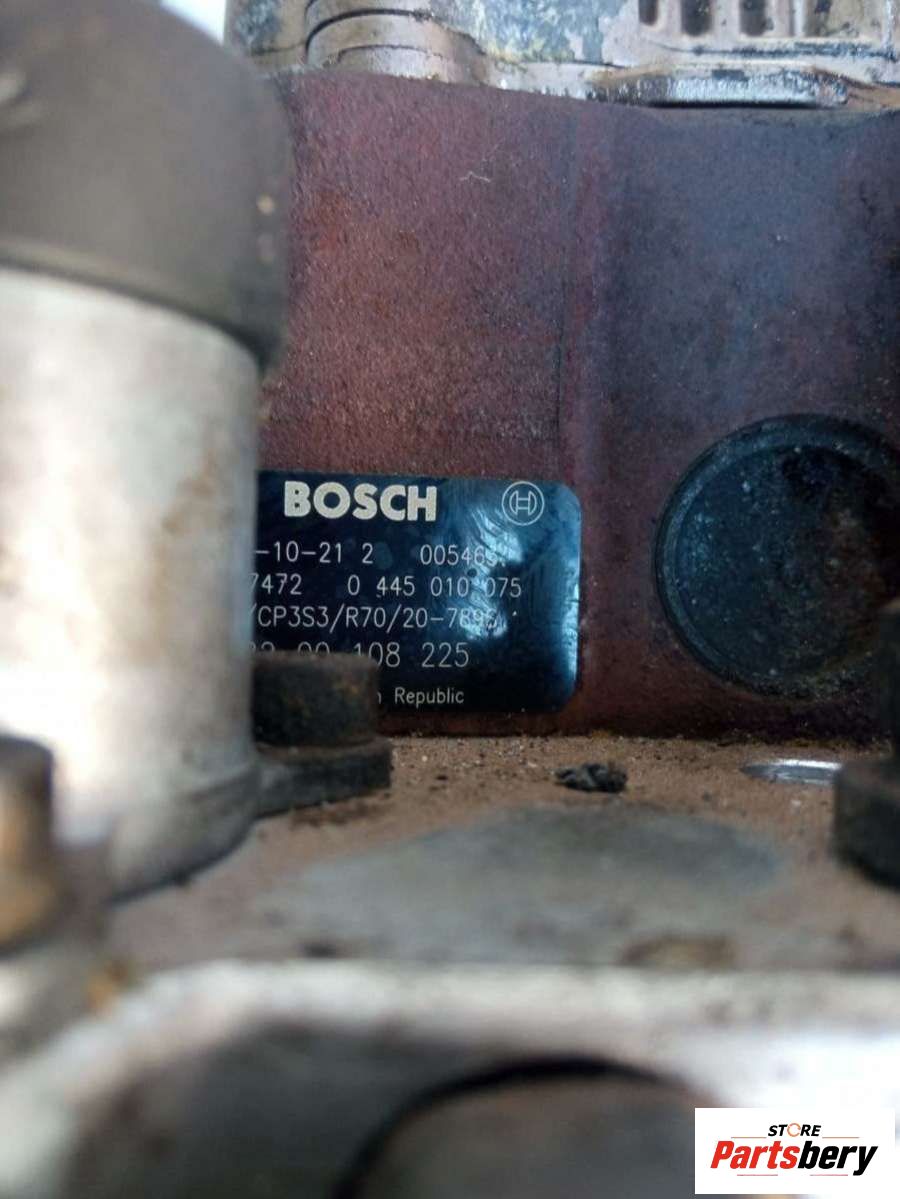 BOSCH
-10-21 2 00546
7472 0 445 010 075
/CP3S3/R70/20-789
82 00 108 225
Republic
STORE
Partsbery